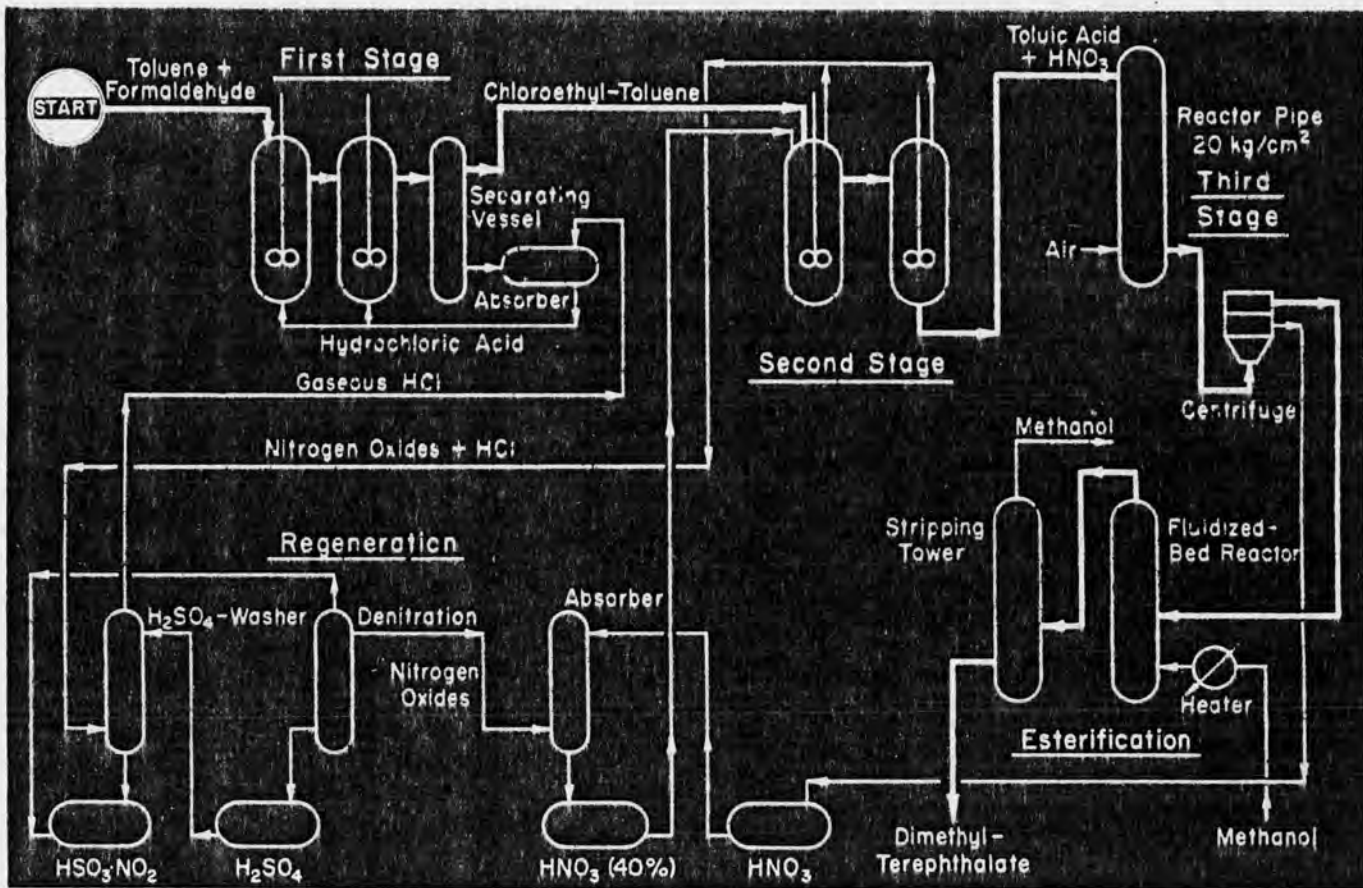 START
Toluene +
Formaldehyde
First Stage
Chloroethyl-Toluene
Separating
Vessel
Absorber
Hydrochloric Acid
Gaseous HCl
Nitrogen Oxides + HCl
Second Stage
Toluic Acid
+ HNO₃
Reactor Pipe
20 kg/cm²
Third
Stage
Air
Centrifuge
Methanol
Stripping
Tower
Fluidized-
Bed Reactor
Heater
Esterification
Regeneration
H₂SO₄-Washer
Denitration
Nitrogen
Oxides
Absorber
HSO₃·NO₂
H₂SO₄
HNO₃ (40%)
HNO₃
Dimethyl-
Terephthalate
Methanol